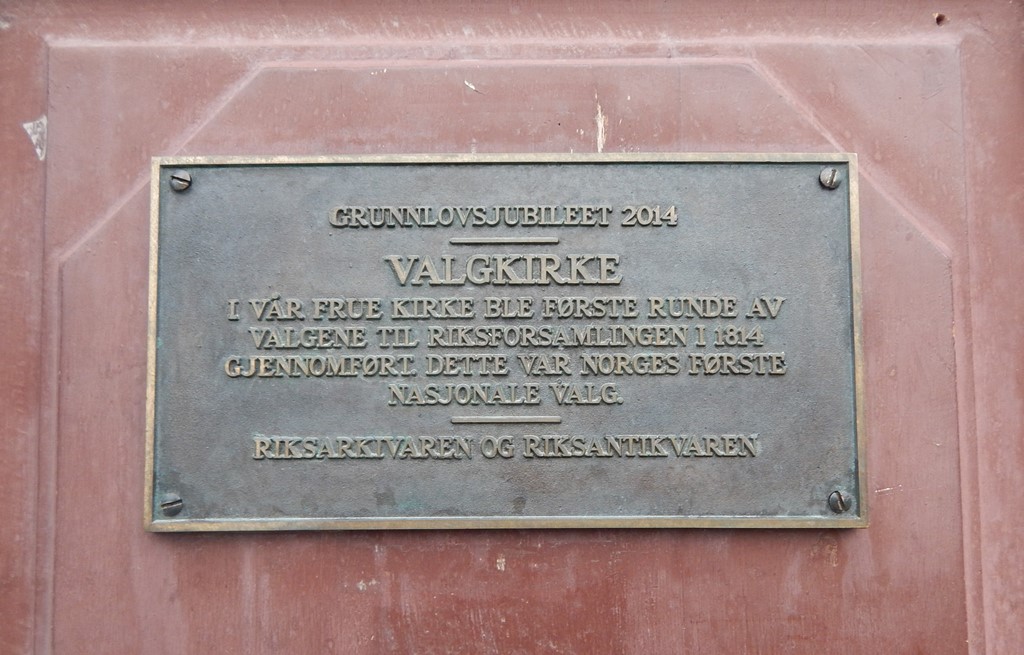 GRUNNLOVSJUBILEET 2014
VALGKIRKE
I VÅR FRUE KIRKE BLE FØRSTE RUNDE AV
VALGENE TIL RIKSFORSAMLINGEN I 1814
GJENNOMFØRT. DETTE VAR NORGES FØRSTE
NASJONALE VALG.
RIKSARKIVAREN OG RIKSANTIKVAREN